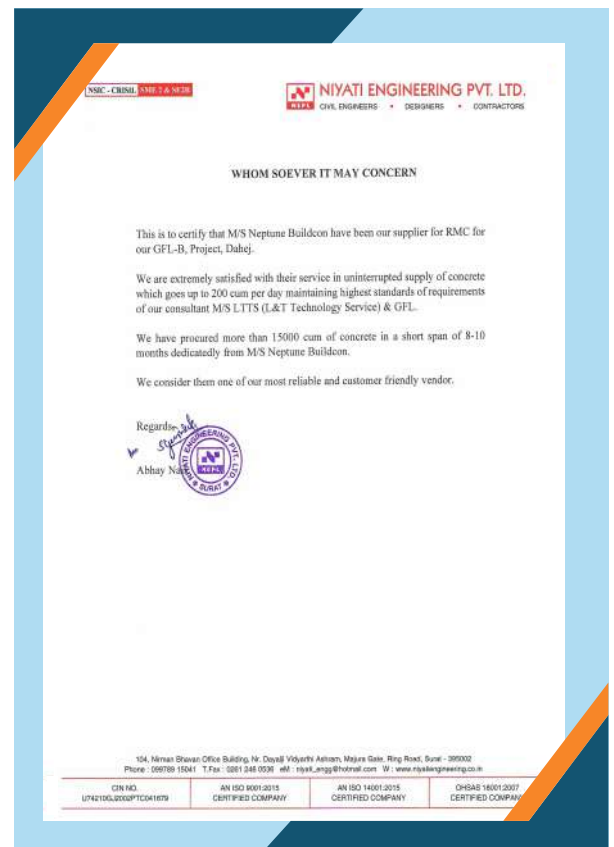 NSIC - CRISIL SME 2 & SE2B
NIYATI ENGINEERING PVT. LTD.
NEPL CIVIL ENGINEERS • DESIGNERS • CONTRACTORS
WHOM SOEVER IT MAY CONCERN
This is to certify that M/S Neptune Buildcon have been our supplier for RMC for
our GFL-B, Project, Dahej.
We are extremely satisfied with their service in uninterrupted supply of concrete
which goes up to 200 cum per day maintaining highest standards of requirements
of our consultant M/S LTTS (L&T Technology Service) & GFL.
We have procured more than 15000 cum of concrete in a short span of 8-10
months dedicatedly from M/S Neptune Buildcon.
We consider them one of our most reliable and customer friendly vendor.
Regards
Abhay
NIYATI ENGINEERING PVT. LTD.
N
NEPL
SURAT
104, Nirman Bhavan Office Building, Nr. Dayalji Vidyarthi Ashram, Majura Gate, Ring Road, Surat - 395002
Phone : 099789 15041 T.Fax : 0261 246 0536 eM : niyati_engg@hotmail.com W : www.niyatiengineering.co.in
CIN NO. AN ISO 9001:2015 AN ISO 14001:2015 OHSAS 18001:2007
CERTIFIED COMPANY CERTIFIED COMPANY CERTIFIED